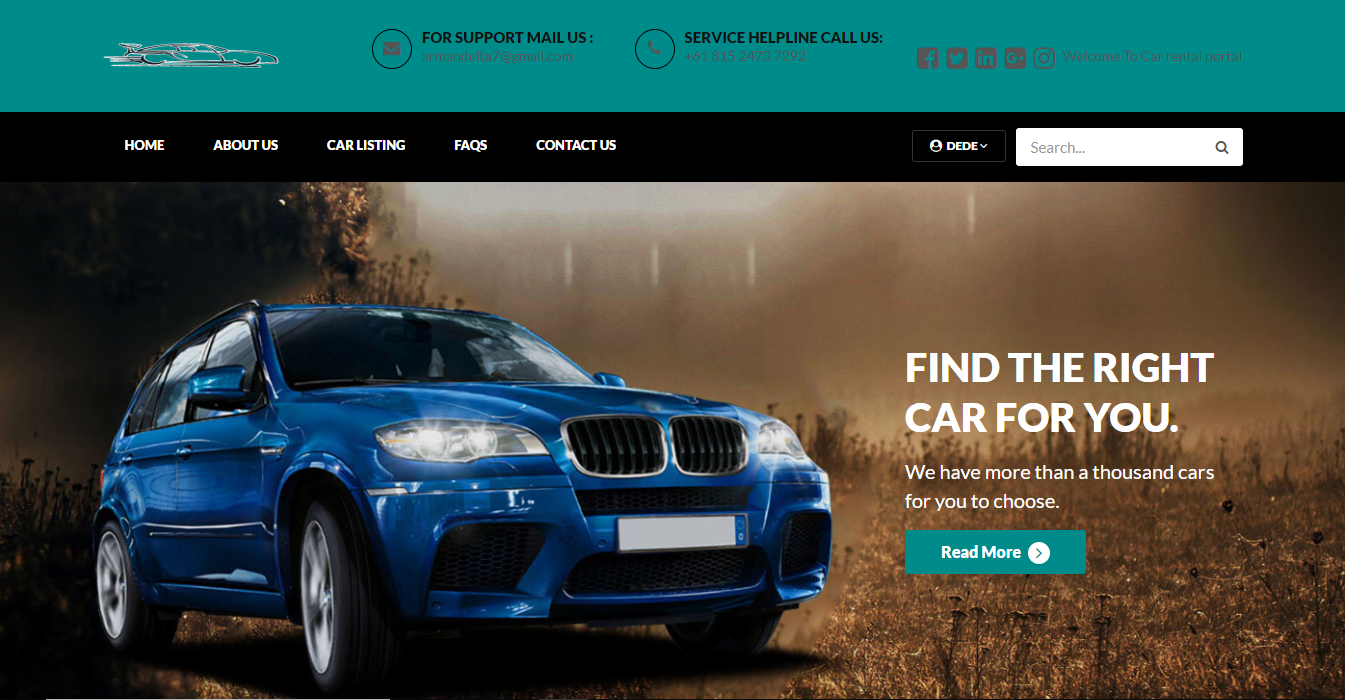 FOR SUPPORT MAIL US :
armandelta7@gmail.com
SERVICE HELPLINE CALL US:
+61 815 2473 7292
Welcome To Car rental portal
HOME
ABOUT US
CAR LISTING
FAQS
CONTACT US
DEDE
Search...
FIND THE RIGHT
CAR FOR YOU.
We have more than a thousand cars
for you to choose.
Read More